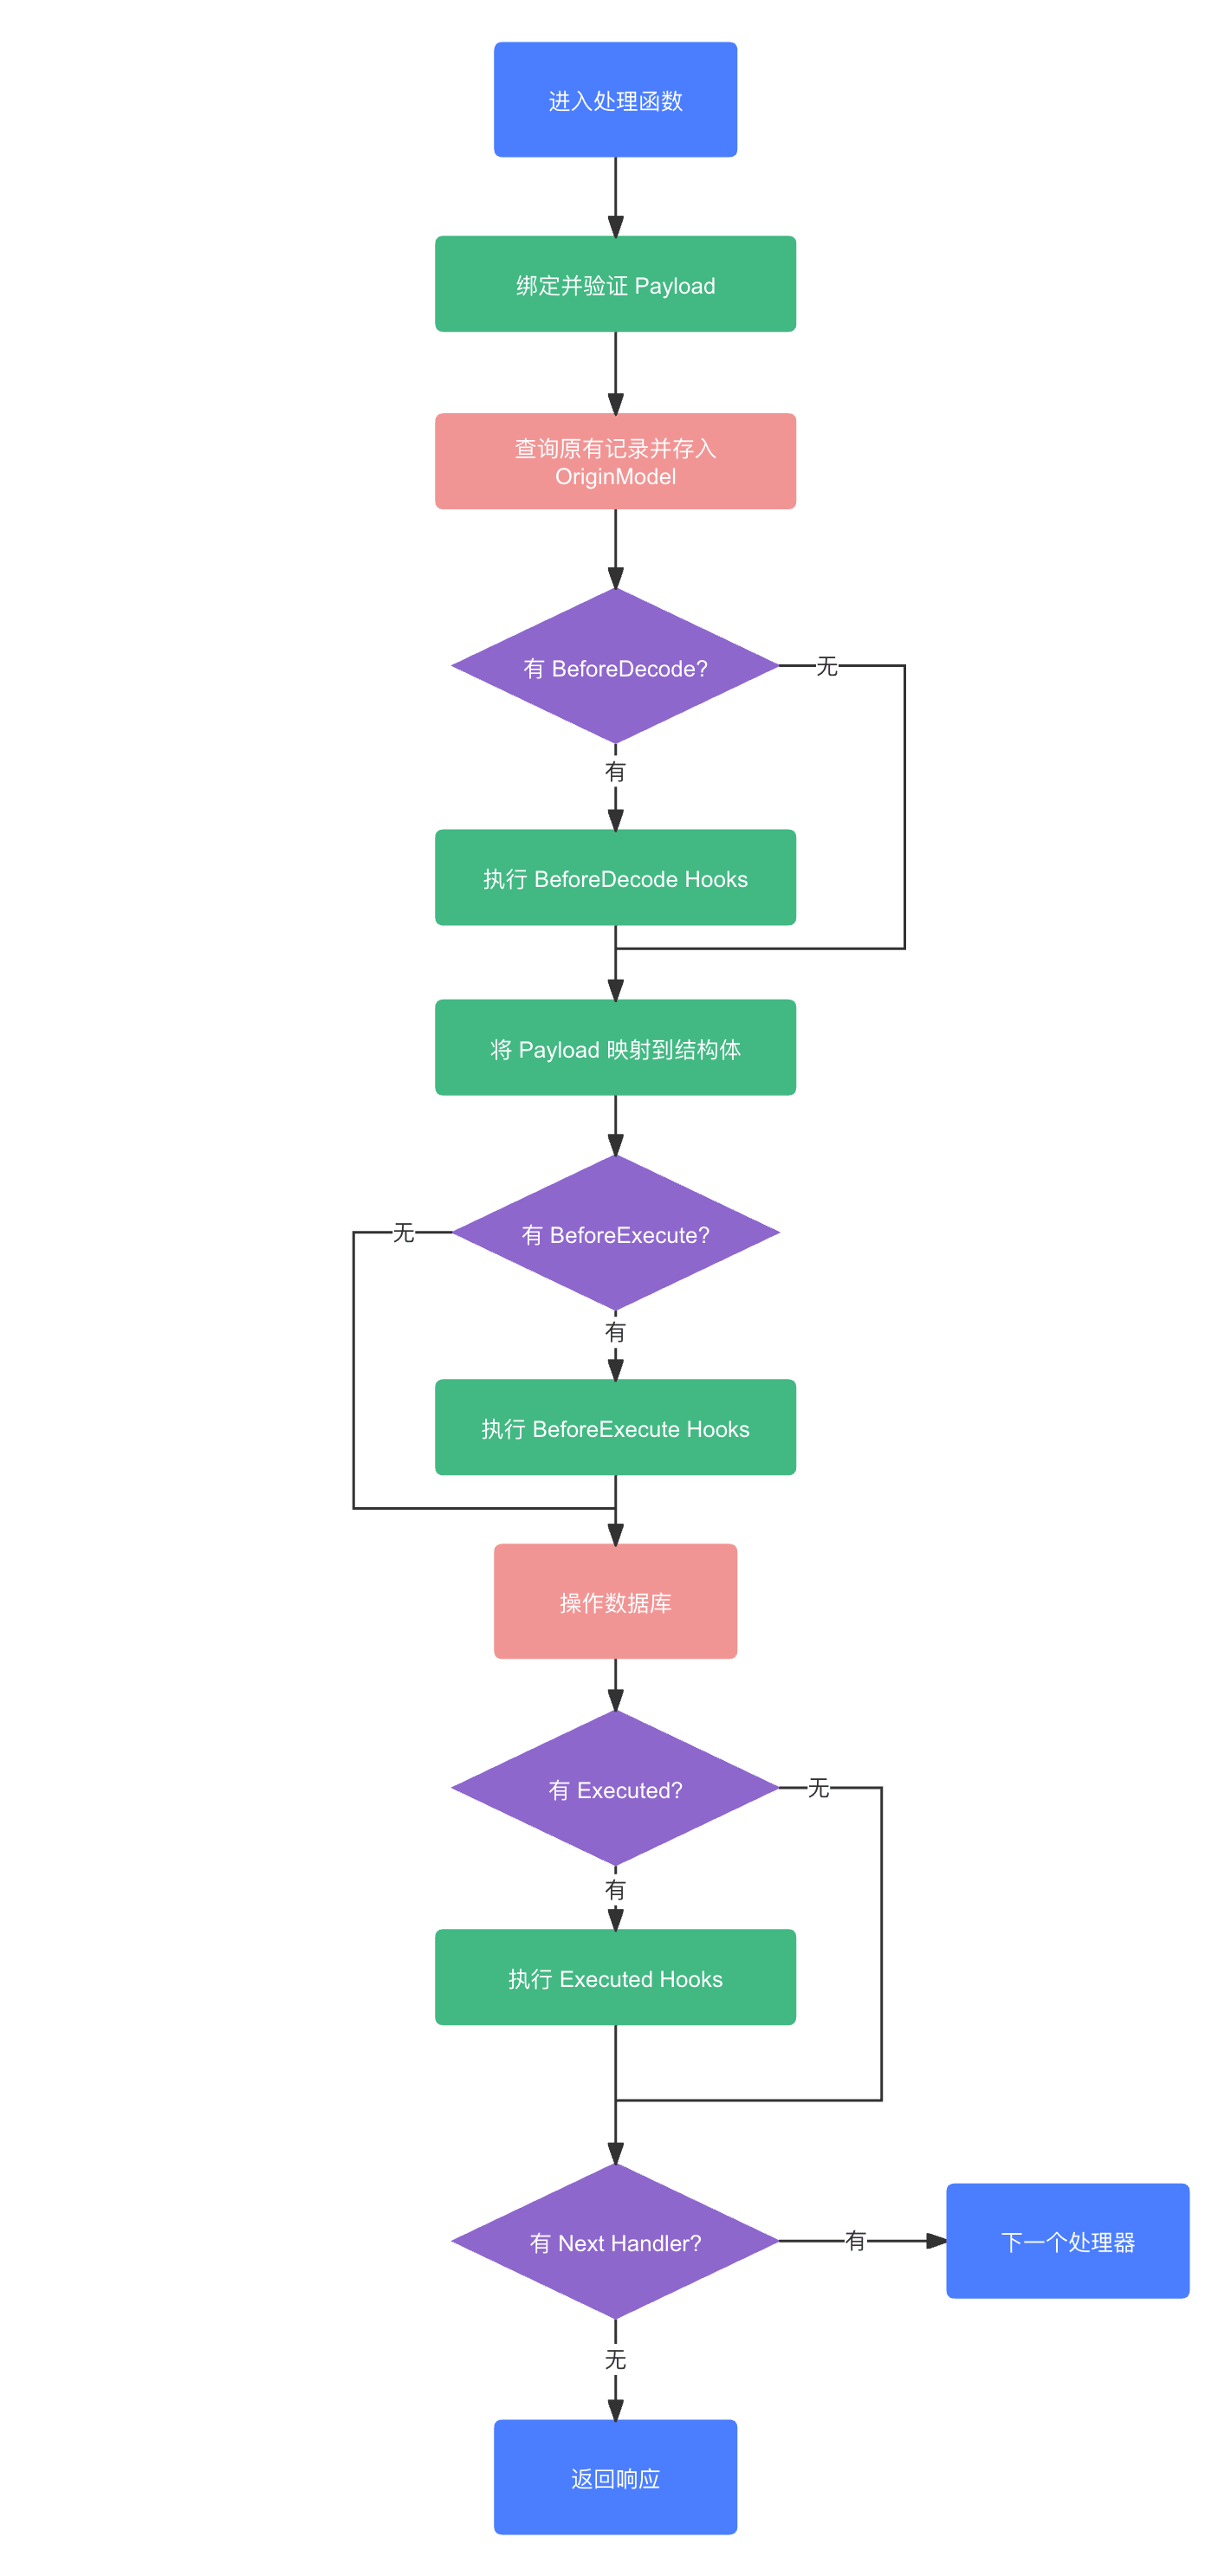 进入处理函数
绑定并验证 Payload
查询原有记录并存入
OriginModel
有 BeforeDecode?
无
有
执行 BeforeDecode Hooks
将 Payload 映射到结构体
无
有 BeforeExecute?
有
执行 BeforeExecute Hooks
操作数据库
有 Executed?
无
有
执行 Executed Hooks
有 Next Handler?
有
下一个处理器
无
返回响应